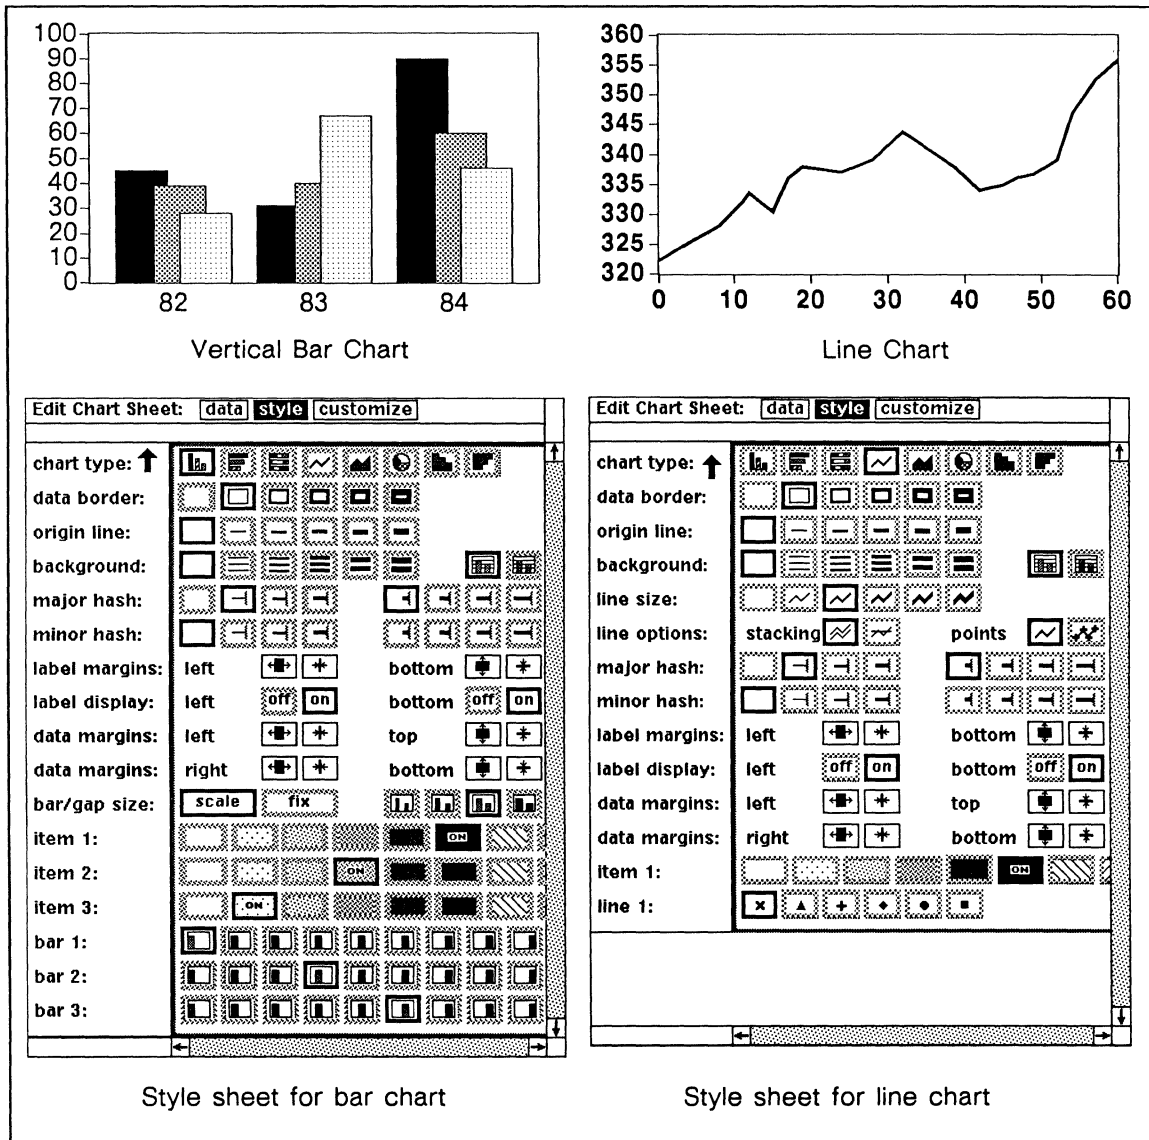 100
90
80
70
60
50
40
30
20
10
0
82 83 84
Vertical Bar Chart
360
355
350
345
340
335
330
325
320
0 10 20 30 40 50 60
Line Chart
Edit Chart Sheet: data style customize
chart type:
data border:
origin line:
background:
major hash:
minor hash:
label margins: left bottom
label display: left off on bottom off on
data margins: left top
data margins: right bottom
bar/gap size: scale fix
item 1: ON
item 2: ON
item 3: ON
bar 1:
bar 2:
bar 3:
Style sheet for bar chart
Edit Chart Sheet: data style customize
chart type:
data border:
origin line:
background:
line size:
line options: stacking points
major hash:
minor hash:
label margins: left bottom
label display: left off on bottom off on
data margins: left top
data margins: right bottom
item 1: ON
line 1:
Style sheet for line chart